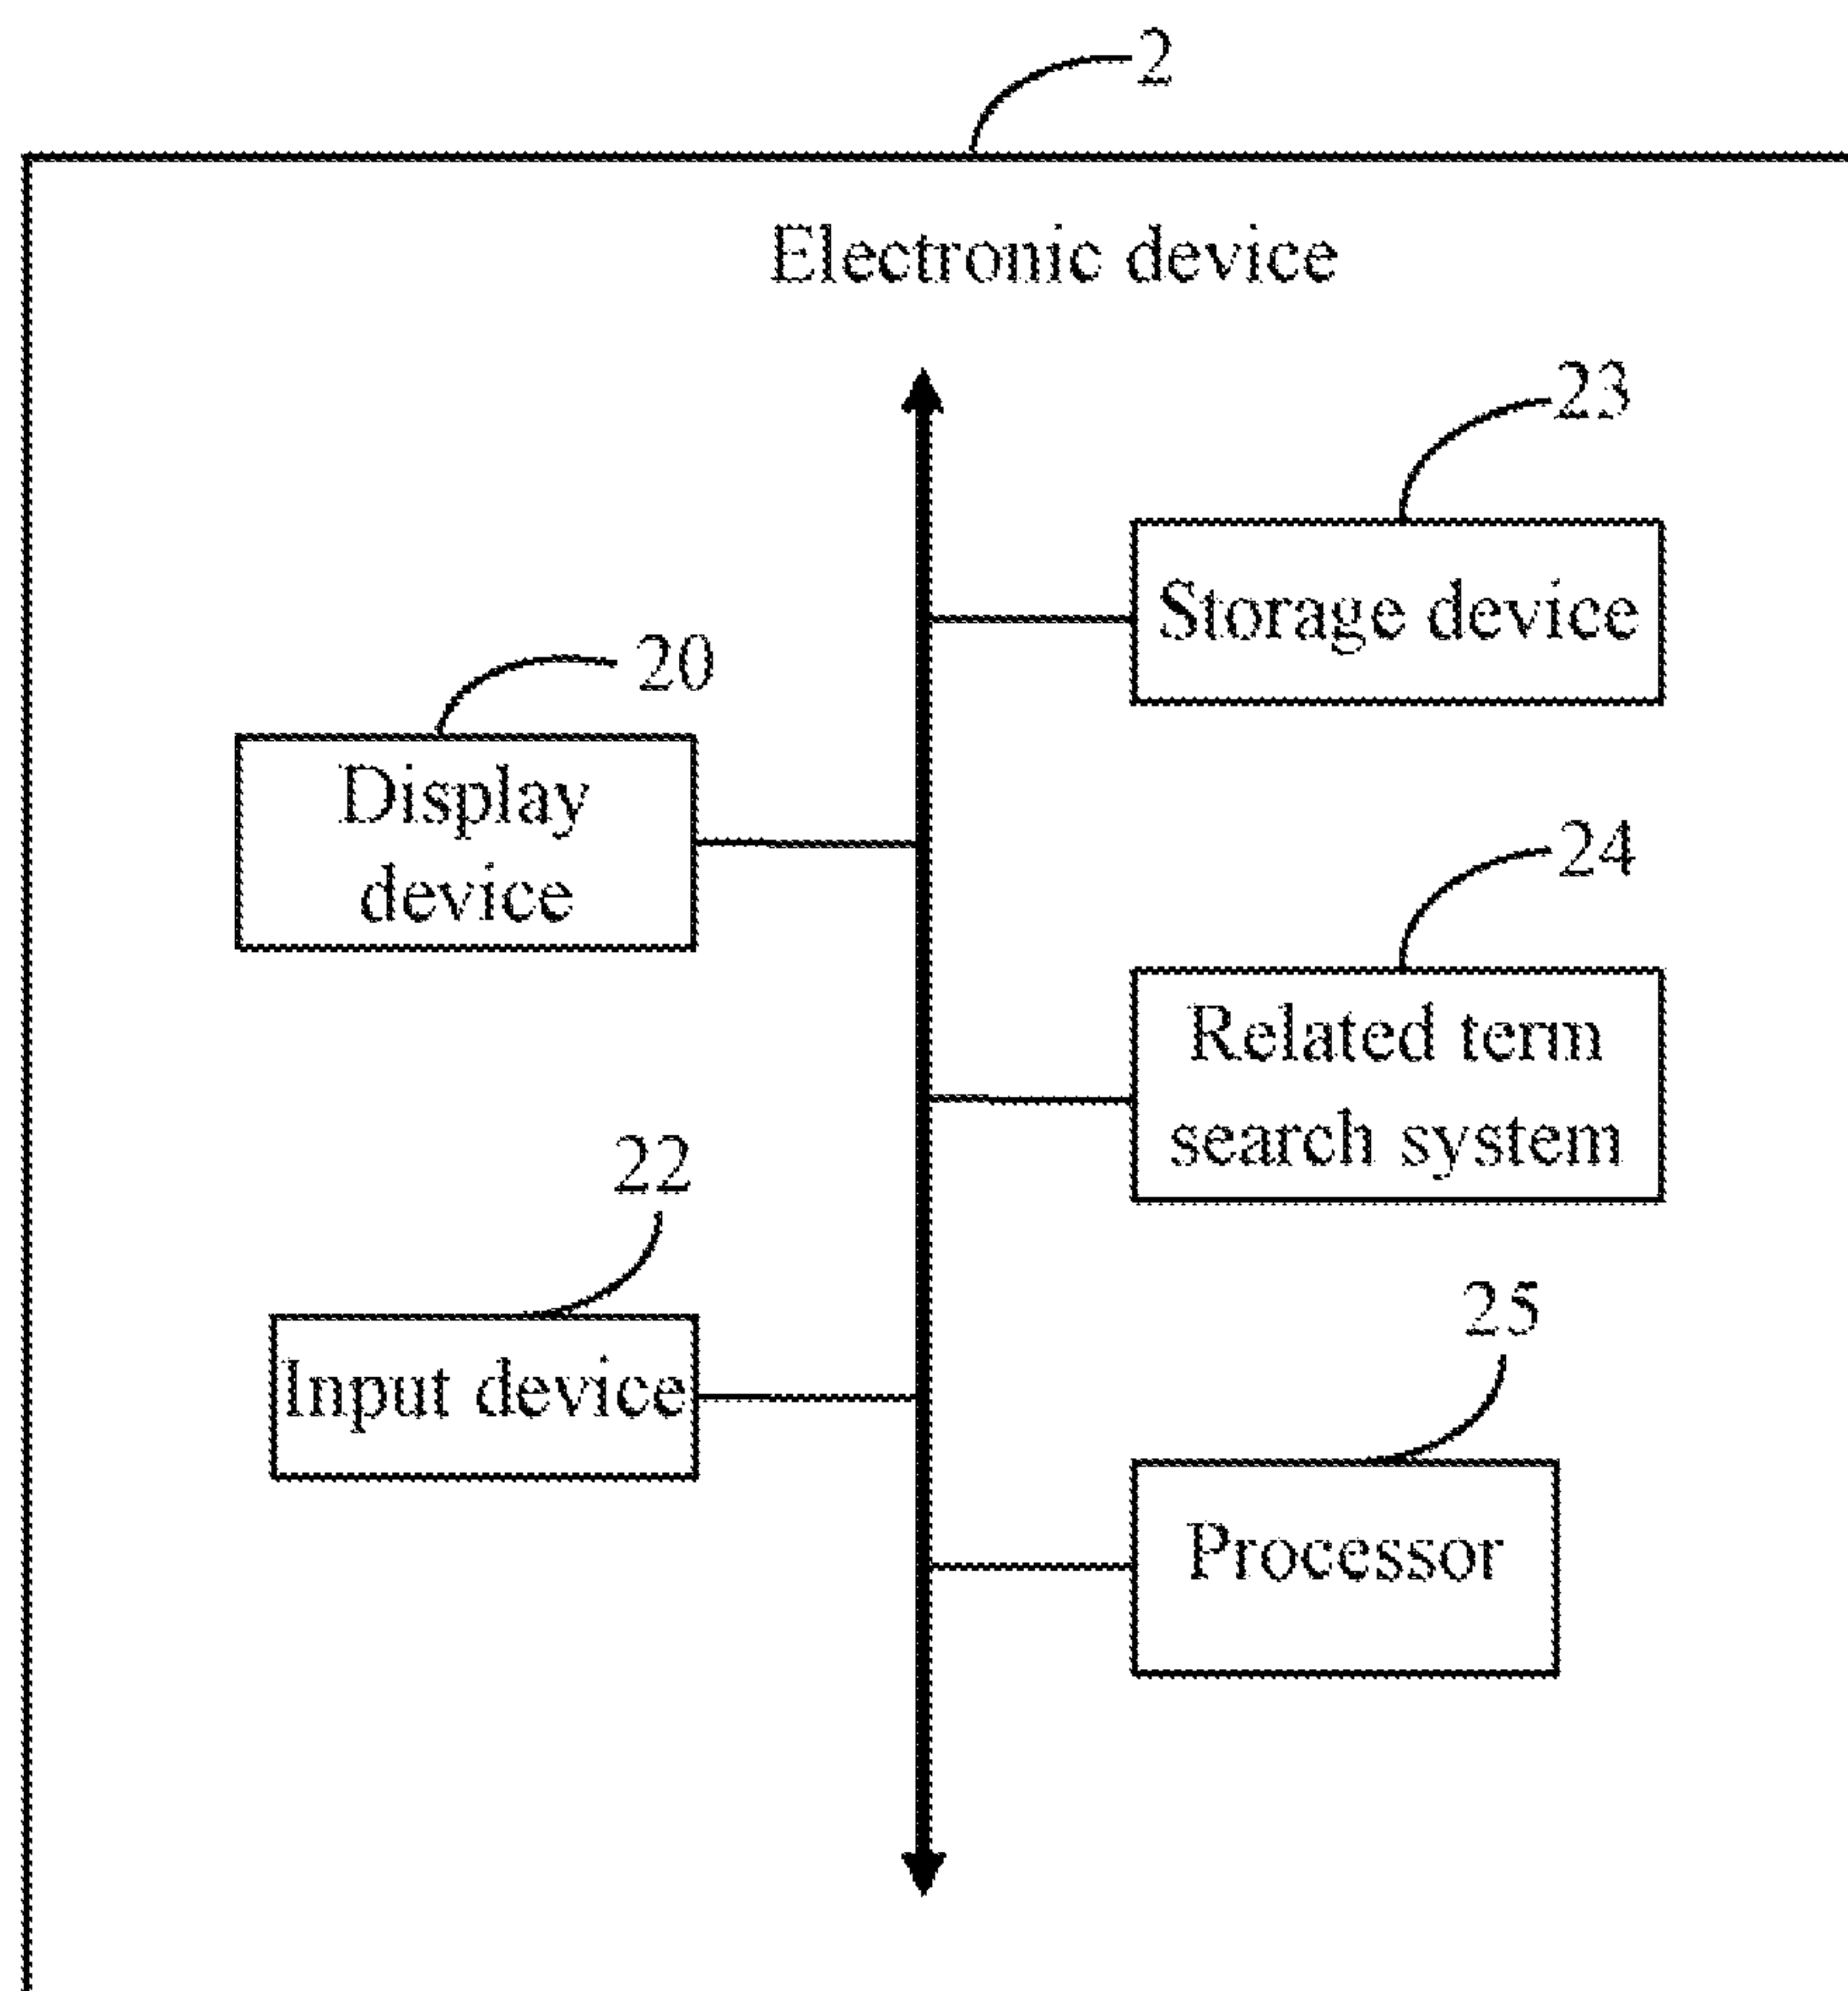 2
Electronic device
23
Storage device
20
Display
device
24
Related term
search system
22
Input device
25
Processor